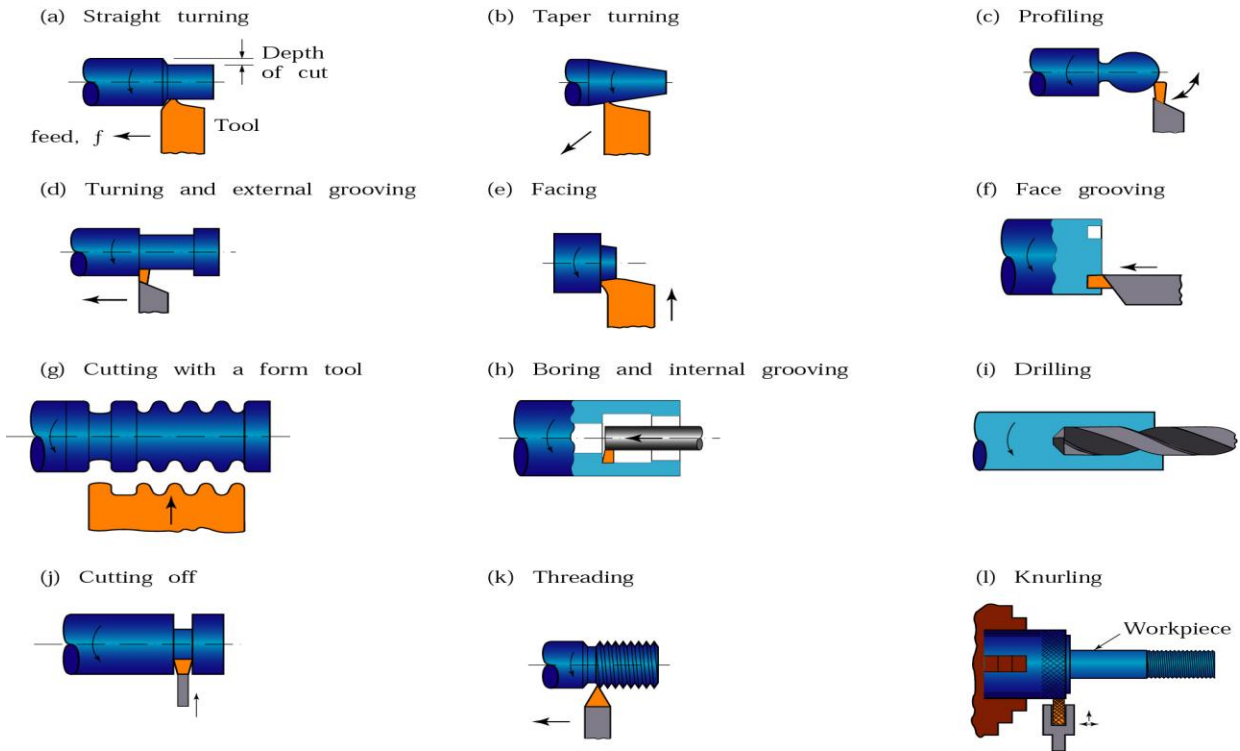 (a) Straight turning
Depth
of cut
Tool
feed, f
(b) Taper turning
(c) Profiling
(d) Turning and external grooving
(e) Facing
(f) Face grooving
(g) Cutting with a form tool
(h) Boring and internal grooving
(i) Drilling
(j) Cutting off
(k) Threading
(l) Knurling
Workpiece